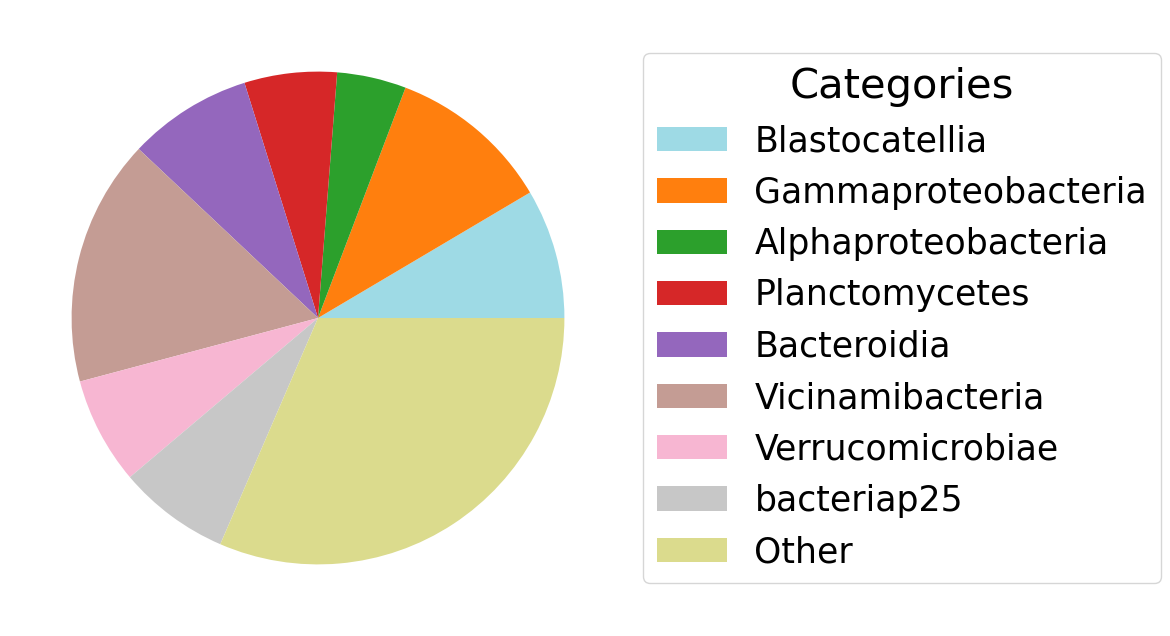 Categories
Blastocatellia
Gammaproteobacteria
Alphaproteobacteria
Planctomycetes
Bacteroidia
Vicinamibacteria
Verrucomicrobiae
bacteriap25
Other